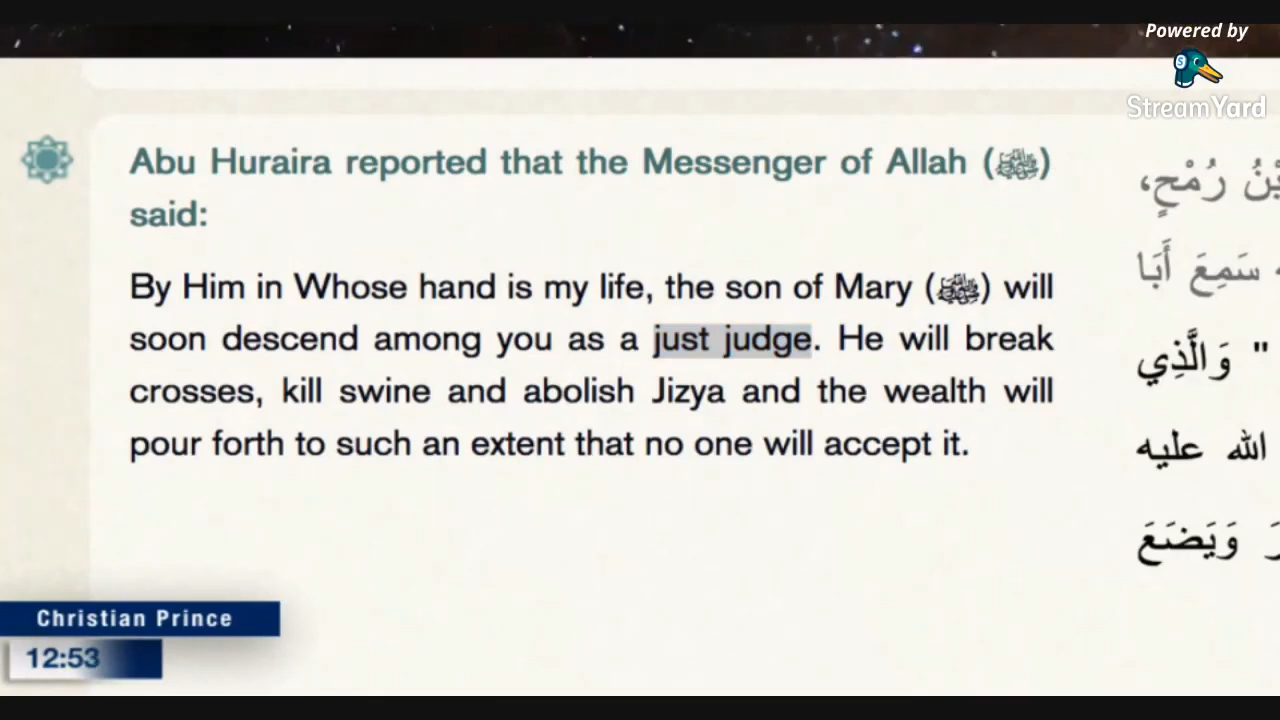 Powered by
StreamYard
Abu Huraira reported that the Messenger of Allah (ﷺ)
said:
By Him in Whose hand is my life, the son of Mary (ﷺ) will
soon descend among you as a just judge. He will break
crosses, kill swine and abolish Jizya and the wealth will
pour forth to such an extent that no one will accept it.
رُمْحٍ،
سَمِعَ أَبَا
" وَالَّذِي
الله عليه
وَيَضَعَ
Christian Prince
12:53